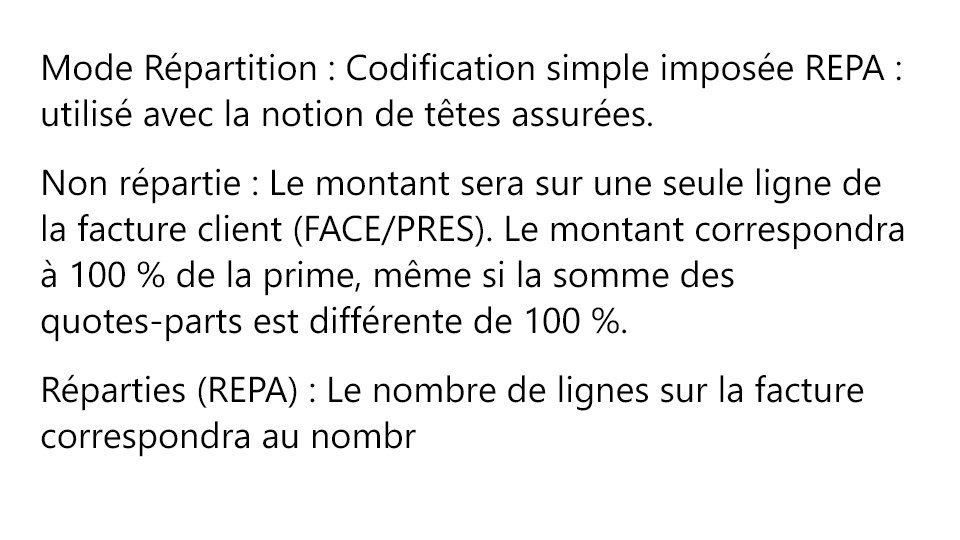 Mode Répartition : Codification simple imposée REPA :
utilisé avec la notion de têtes assurées.
Non répartie : Le montant sera sur une seule ligne de
la facture client (FACE/PRES). Le montant correspondra
à 100 % de la prime, même si la somme des
quotes-parts est différente de 100 %.
Réparties (REPA) : Le nombre de lignes sur la facture
correspondra au nombr